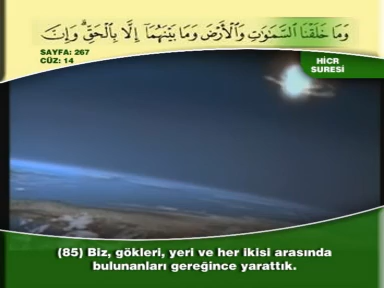 وَمَا خَلَقْنَا السَّمٰوٰتِ وَالْاَرْضَ وَمَا بَيْنَهُمَٓا اِلَّا بِالْحَقِّۜ وَاِنَّ
SAYFA: 267
CÜZ: 14
HİCR
SURESİ
(85) Biz, gökleri, yeri ve her ikisi arasında
bulunanları gereğince yarattık.